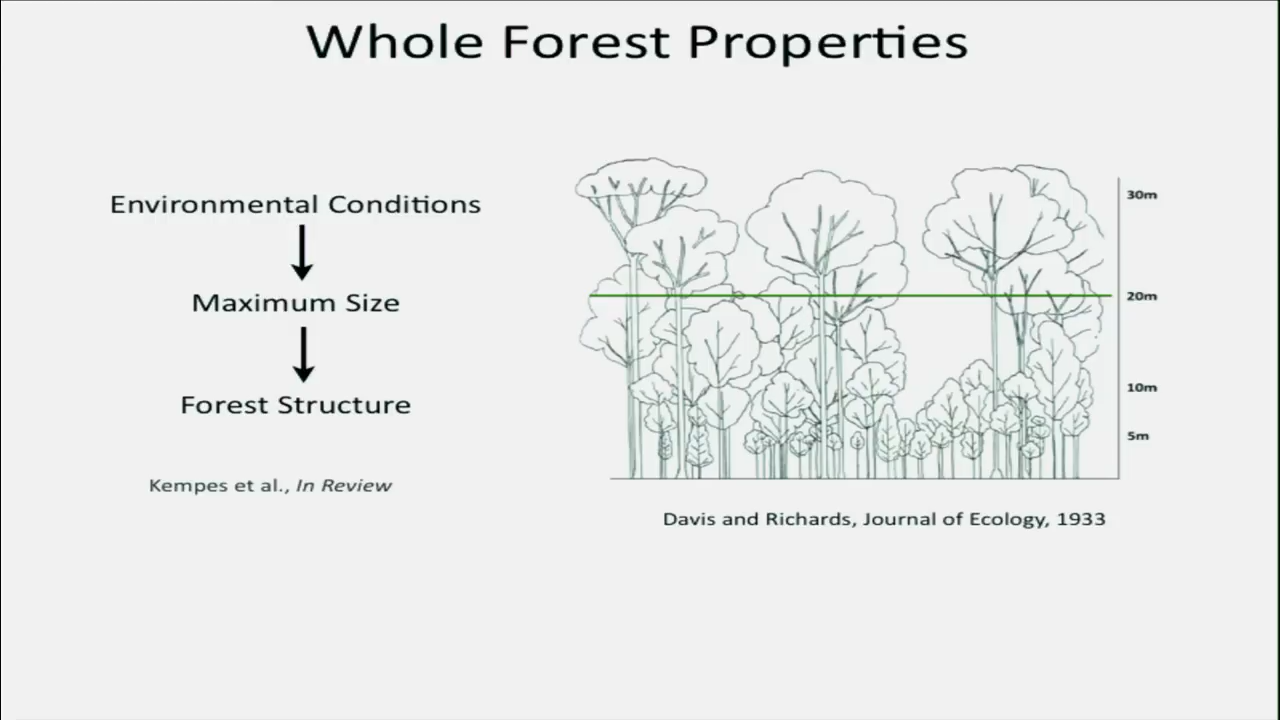 Whole Forest Properties
Environmental Conditions
Maximum Size
Forest Structure
Kempes et al., In Review
30m
20m
10m
5m
Davis and Richards, Journal of Ecology, 1933